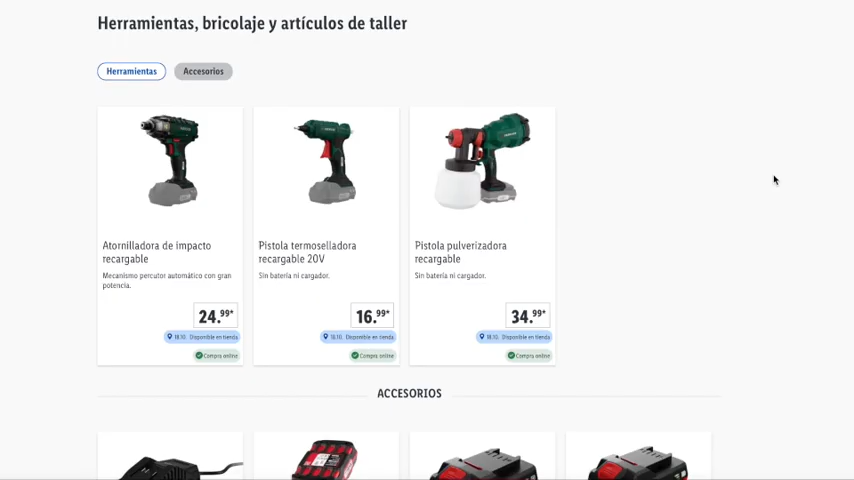 Herramientas, bricolaje y artículos de taller
Herramientas
Accesorios
Atornilladora de impacto
recargable
Mecanismo percutor automático con gran
potencia.
24.99*
18.10. Disponible en tienda
Compra online
Pistola termoselladora
recargable 20V
Sin batería ni cargador.
16.99*
18.10. Disponible en tienda
Compra online
Pistola pulverizadora
recargable
Sin batería ni cargador.
34.99*
18.10. Disponible en tienda
Compra online
ACCESORIOS